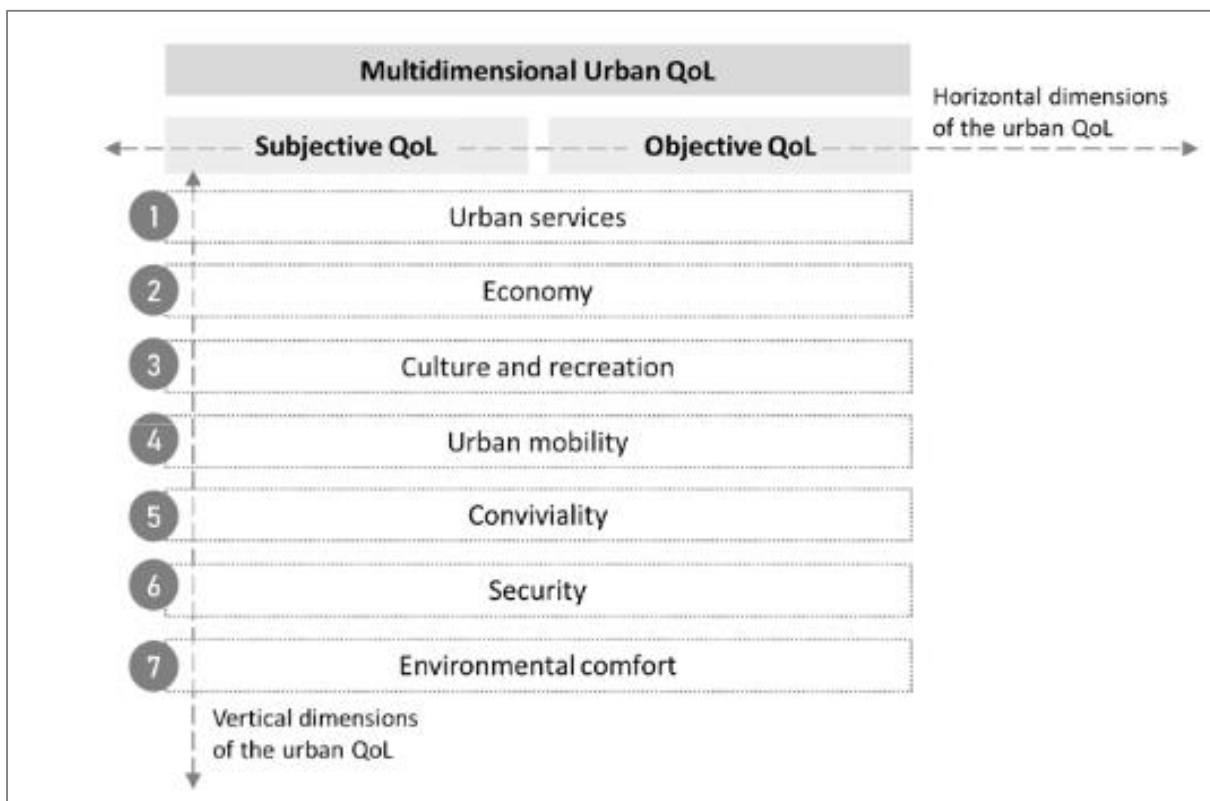 Multidimensional Urban QoL
Horizontal dimensions
of the urban QoL
Subjective QoL
Objective QoL
1
Urban services
2
Economy
3
Culture and recreation
4
Urban mobility
5
Conviviality
6
Security
7
Environmental comfort
Vertical dimensions
of the urban QoL